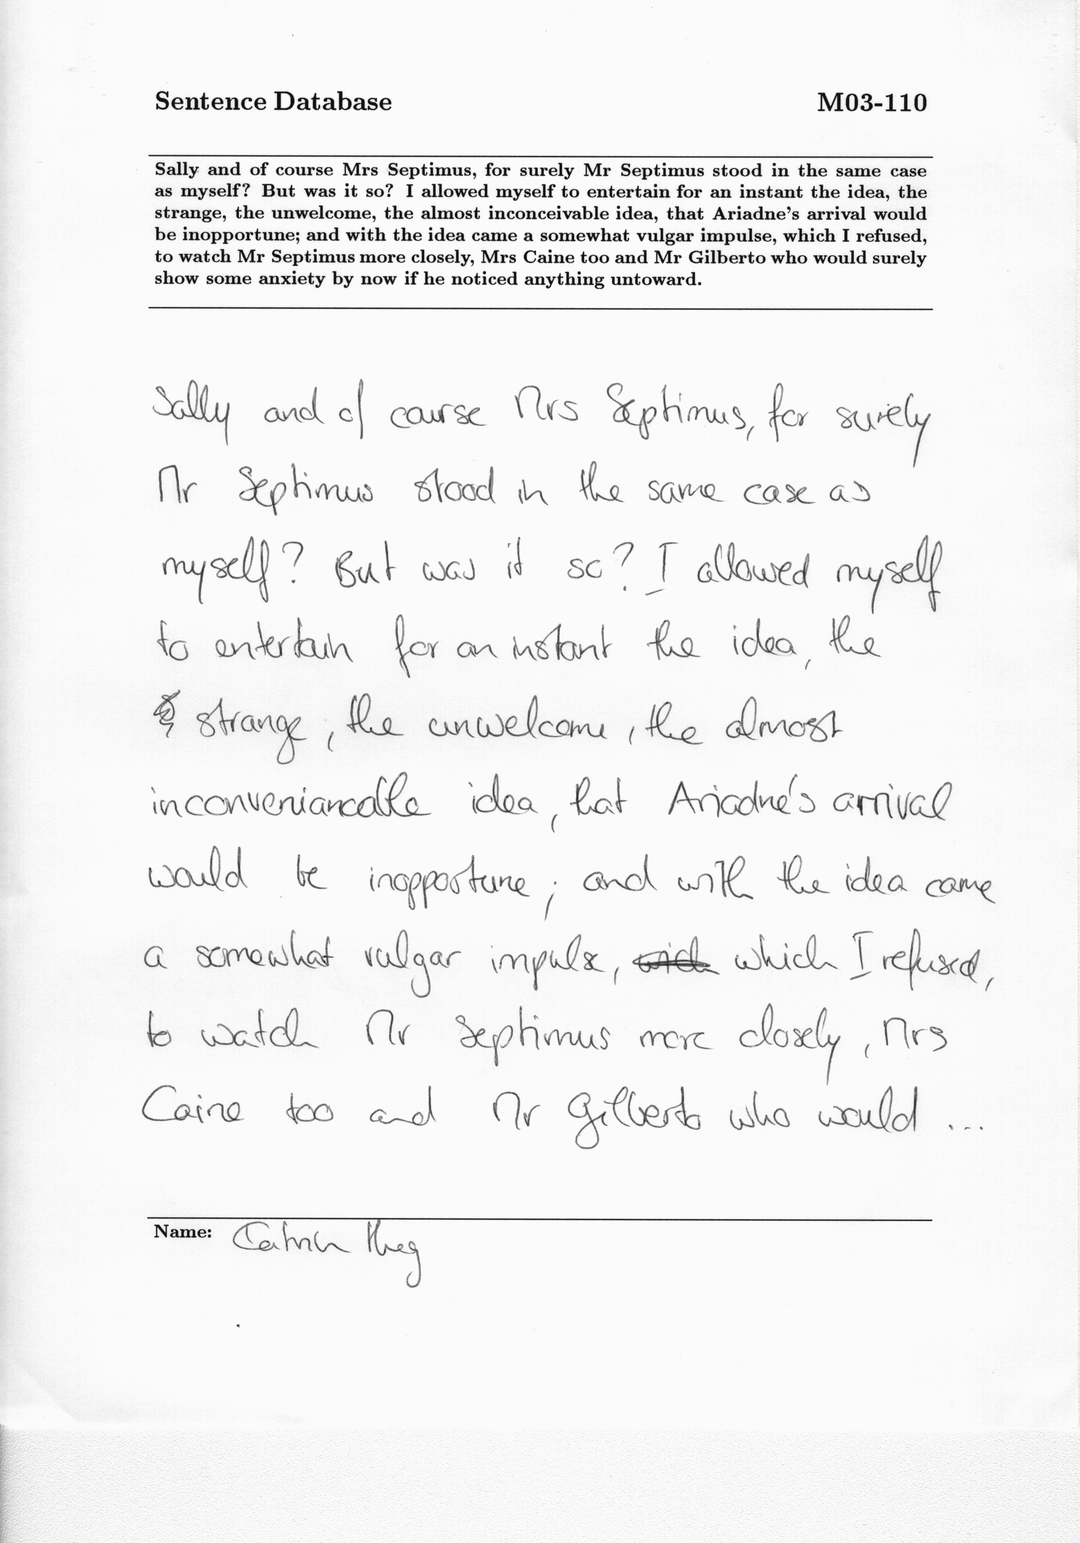 Sentence Database M03-110
Sally and of course Mrs Septimus, for surely Mr Septimus stood in the same case
as myself? But was it so? I allowed myself to entertain for an instant the idea, the
strange, the unwelcome, the almost inconceivable idea, that Ariadne's arrival would
be inopportune; and with the idea came a somewhat vulgar impulse, which I refused,
to watch Mr Septimus more closely, Mrs Caine too and Mr Gilberto who would surely
show some anxiety by now if he noticed anything untoward.
Sally and of course Mrs Septimus, for surely
Mr Septimus stood in the same case as
myself? But was it so? I allowed myself
to entertain for an instant the idea, the
strange, the unwelcome, the almost
idea, that Ariadne's arrival
would be inopportune; and with the idea came
a somewhat vulgar impulse, which I refused,
to watch Mr Septimus more closely, Mrs
Caine too and Mr Gilberto who would ...
Name: